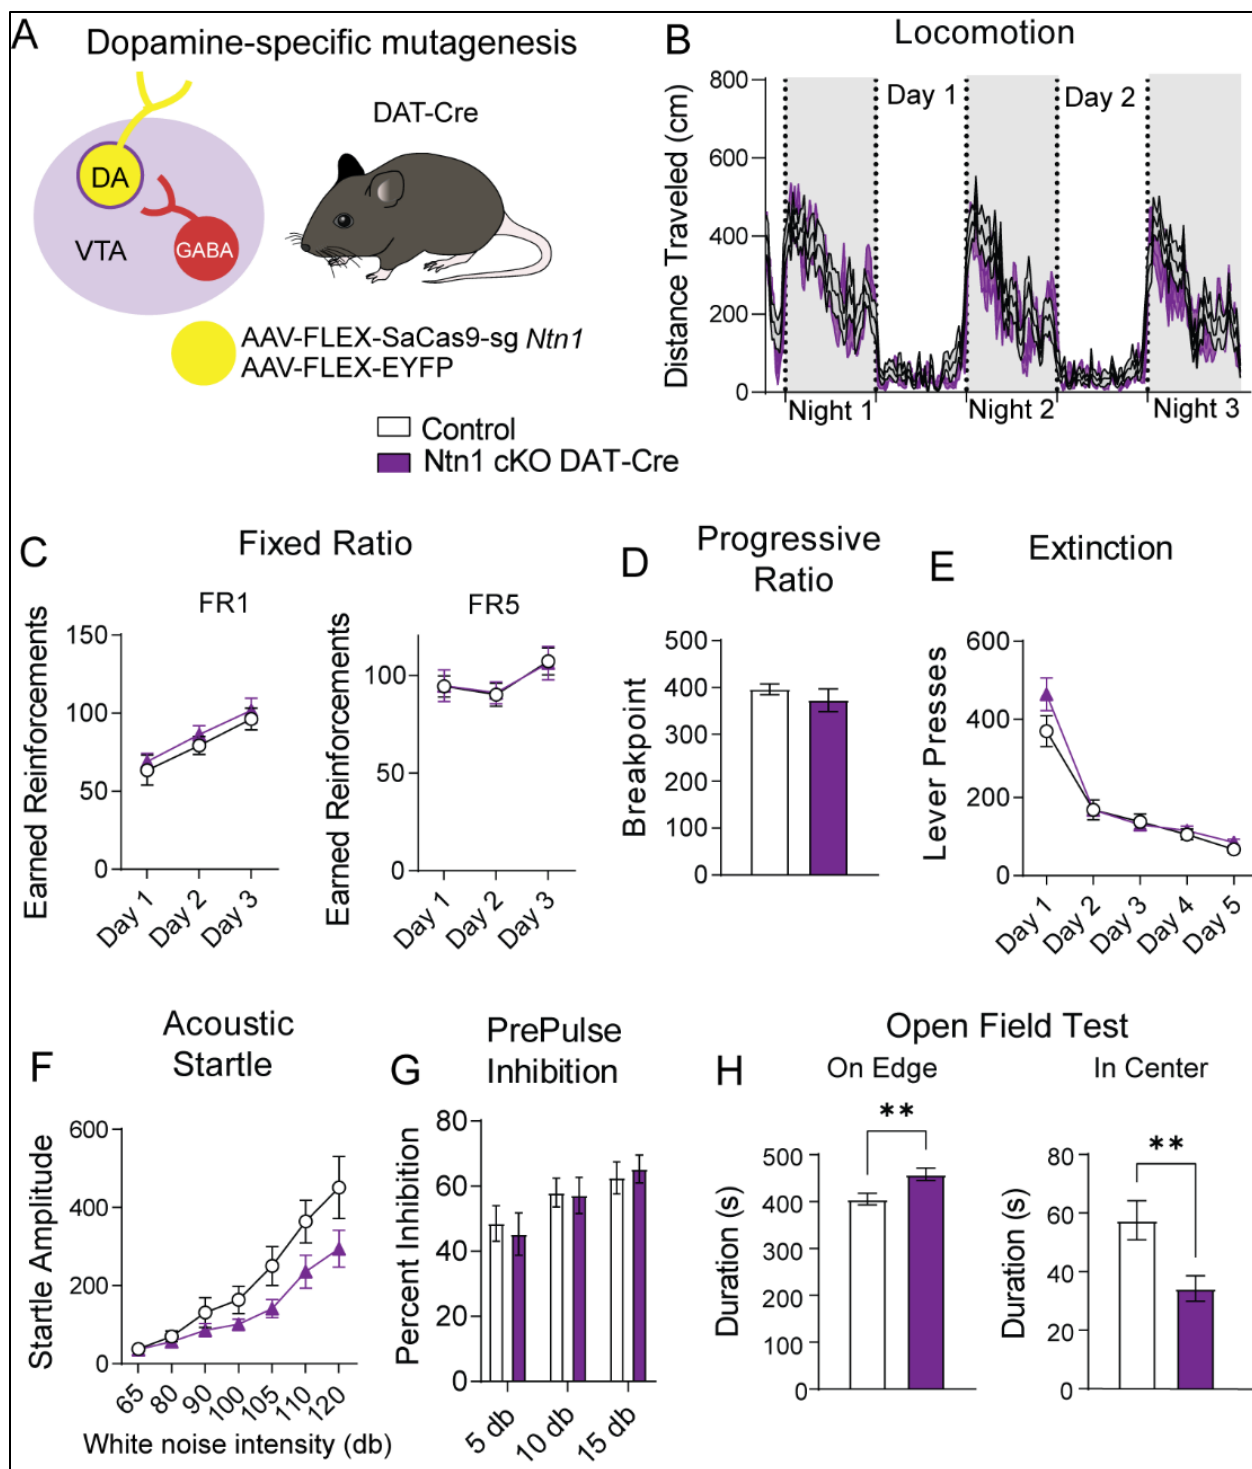 A
Dopamine-specific mutagenesis
DA
VTA
GABA
DAT-Cre
AAV-FLEX-SaCas9-sg Ntn1
AAV-FLEX-EYFP
Control
Ntn1 cKO DAT-Cre
B
Locomotion
Distance Traveled (cm)
800
600
400
200
0
Day 1
Day 2
Night 1
Night 2
Night 3
C
Fixed Ratio
FR1
Earned Reinforcements
150
100
50
0
Day 1
Day 2
Day 3
FR5
Earned Reinforcements
100
50
0
Day 1
Day 2
Day 3
D
Progressive
Ratio
Breakpoint
500
400
300
200
100
0
E
Extinction
Lever Presses
600
400
200
0
Day 1
Day 2
Day 3
Day 4
Day 5
F
Acoustic
Startle
Startle Amplitude
600
400
200
0
65
80
90
100
105
110
120
White noise intensity (db)
G
PrePulse
Inhibition
Percent Inhibition
80
60
40
20
0
5 db
10 db
15 db
H
Open Field Test
On Edge
**
Duration (s)
500
400
300
200
100
0
In Center
**
Duration (s)
80
60
40
20
0